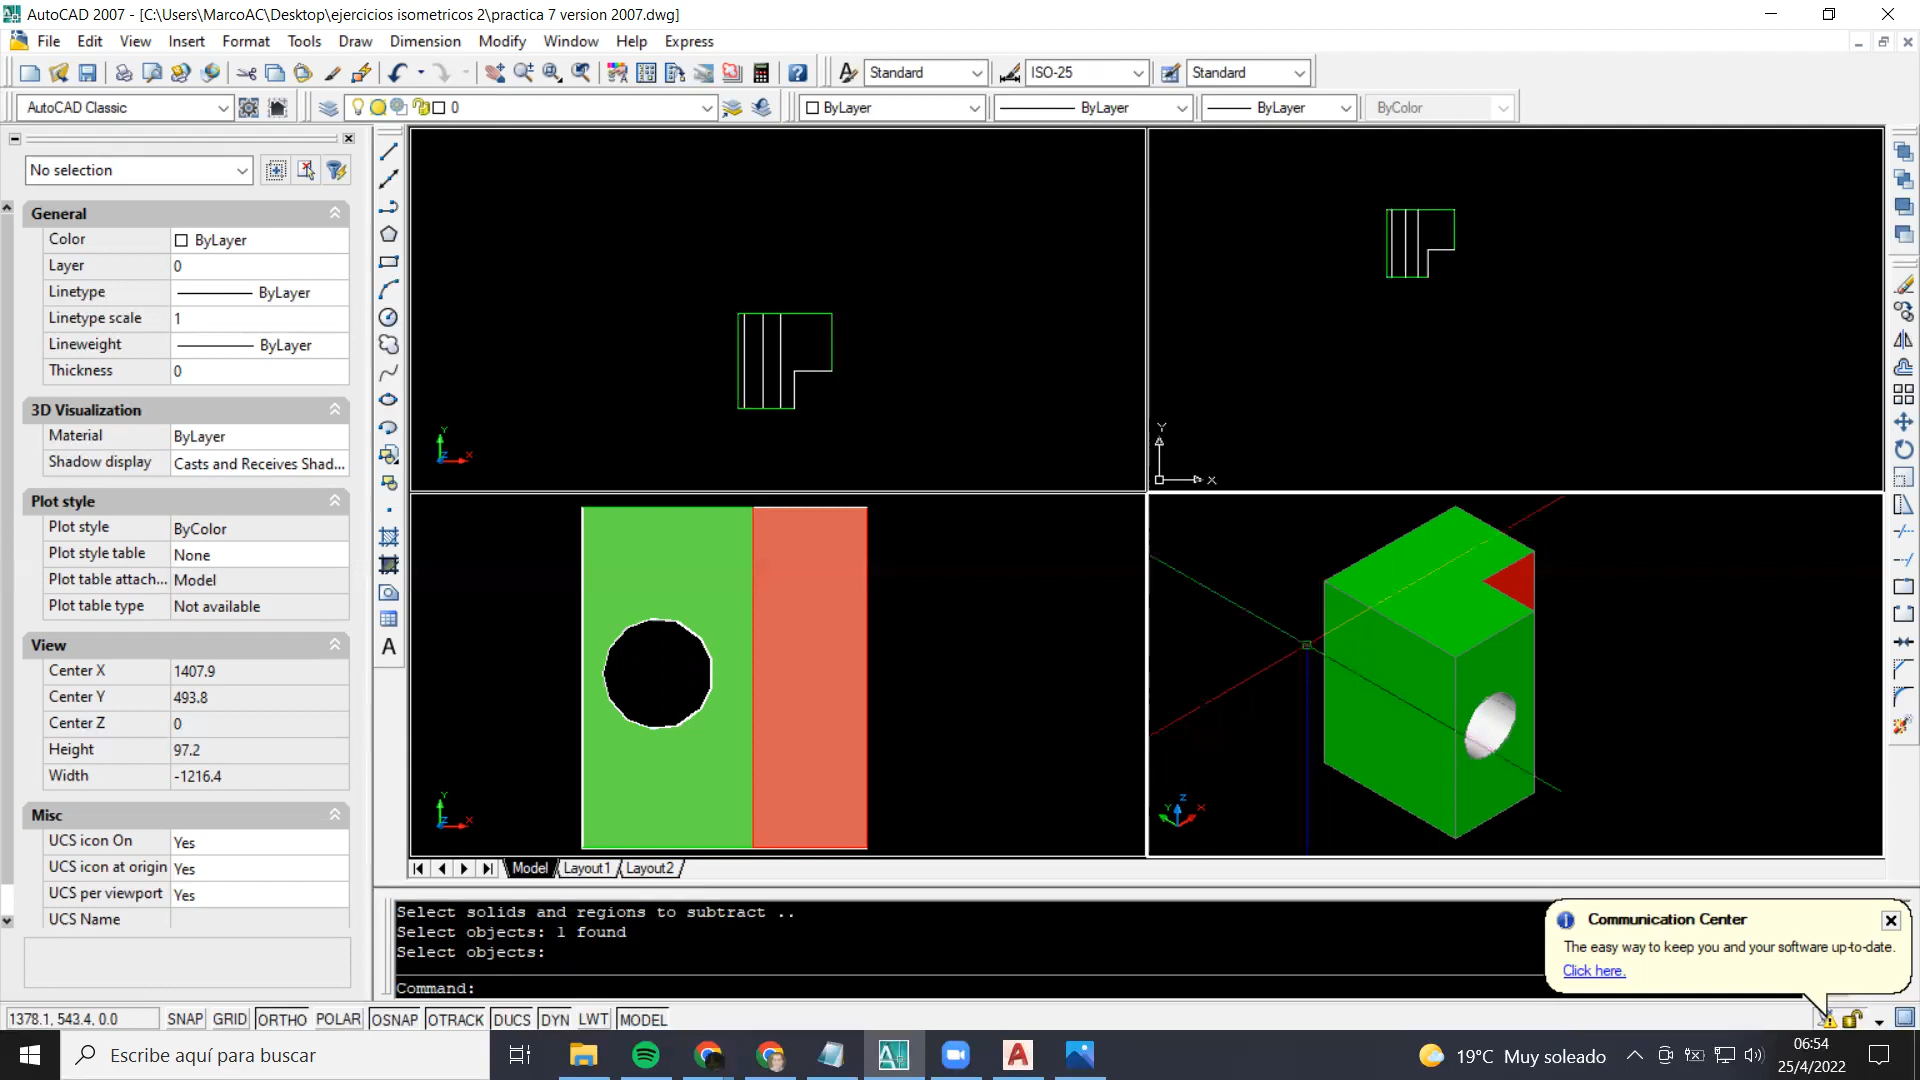 AutoCAD 2007 - [C:\Users\MarcoAC\Desktop\ejercicios isometricos 2\practica 7 version 2007.dwg]
File Edit View Insert Format Tools Draw Dimension Modify Window Help Express
Standard ISO-25 Standard
AutoCAD Classic 0 ByLayer ByLayer ByLayer ByColor
No selection
General
Color ByLayer
Layer 0
Linetype ByLayer
Linetype scale 1
Lineweight ByLayer
Thickness 0
3D Visualization
Material ByLayer
Shadow display Casts and Receives Shad...
Plot style
Plot style ByColor
Plot style table None
Plot table attach... Model
Plot table type Not available
View
Center X 1407.9
Center Y 493.8
Center Z 0
Height 97.2
Width -1216.4
Misc
UCS icon On Yes
UCS icon at origin Yes
UCS per viewport Yes
UCS Name
A
Y
X
Y
X
Y
X
Z
Y
X
Model Layout1 Layout2
Select solids and regions to subtract ..
Select objects: 1 found
Select objects:
Command:
Communication Center
The easy way to keep you and your software up-to-date.
Click here.
1378.1, 543.4, 0.0 SNAP GRID ORTHO POLAR OSNAP OTRACK DUCS DYN LWT MODEL
Escribe aquí para buscar
19°C Muy soleado
06:54
25/4/2022